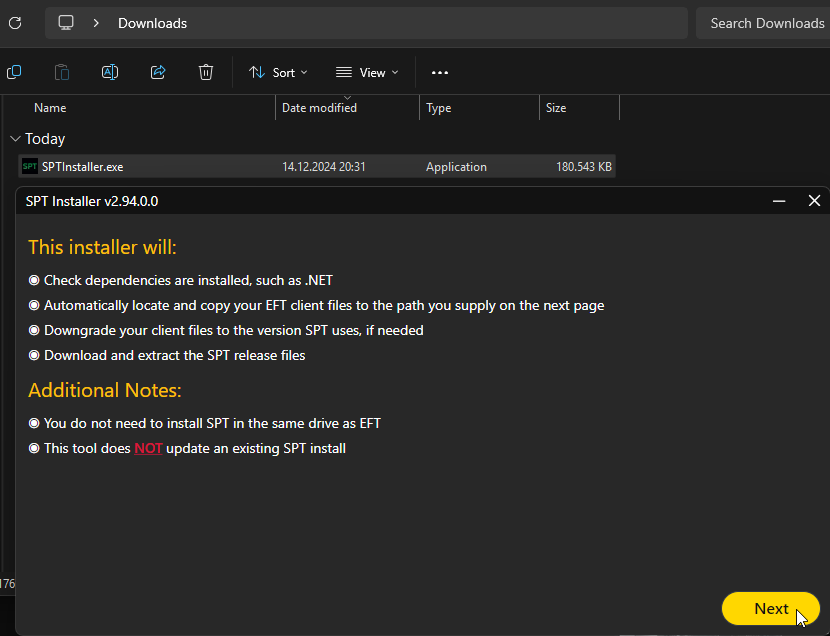 Downloads
Search Downloads
Sort
View
Name Date modified Type Size
Today
SPT SPTInstaller.exe 14.12.2024 20:31 Application 180.543 KB
SPT Installer v2.94.0.0
This installer will:
Check dependencies are installed, such as .NET
Automatically locate and copy your EFT client files to the path you supply on the next page
Downgrade your client files to the version SPT uses, if needed
Download and extract the SPT release files
Additional Notes:
You do not need to install SPT in the same drive as EFT
This tool does NOT update an existing SPT install
176
Next